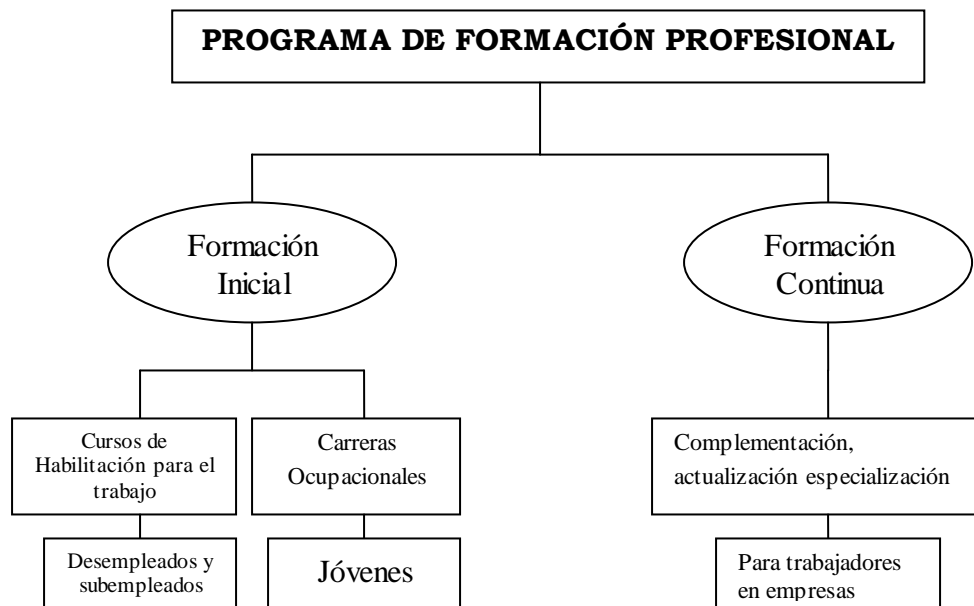 PROGRAMA DE FORMACIÓN PROFESIONAL
Formación
Inicial
Formación
Continua
Cursos de
Habilitación para el
trabajo
Carreras
Ocupacionales
Complementación,
actualización especialización
Desempleados y
subempleados
Jóvenes
Para trabajadores
en empresas